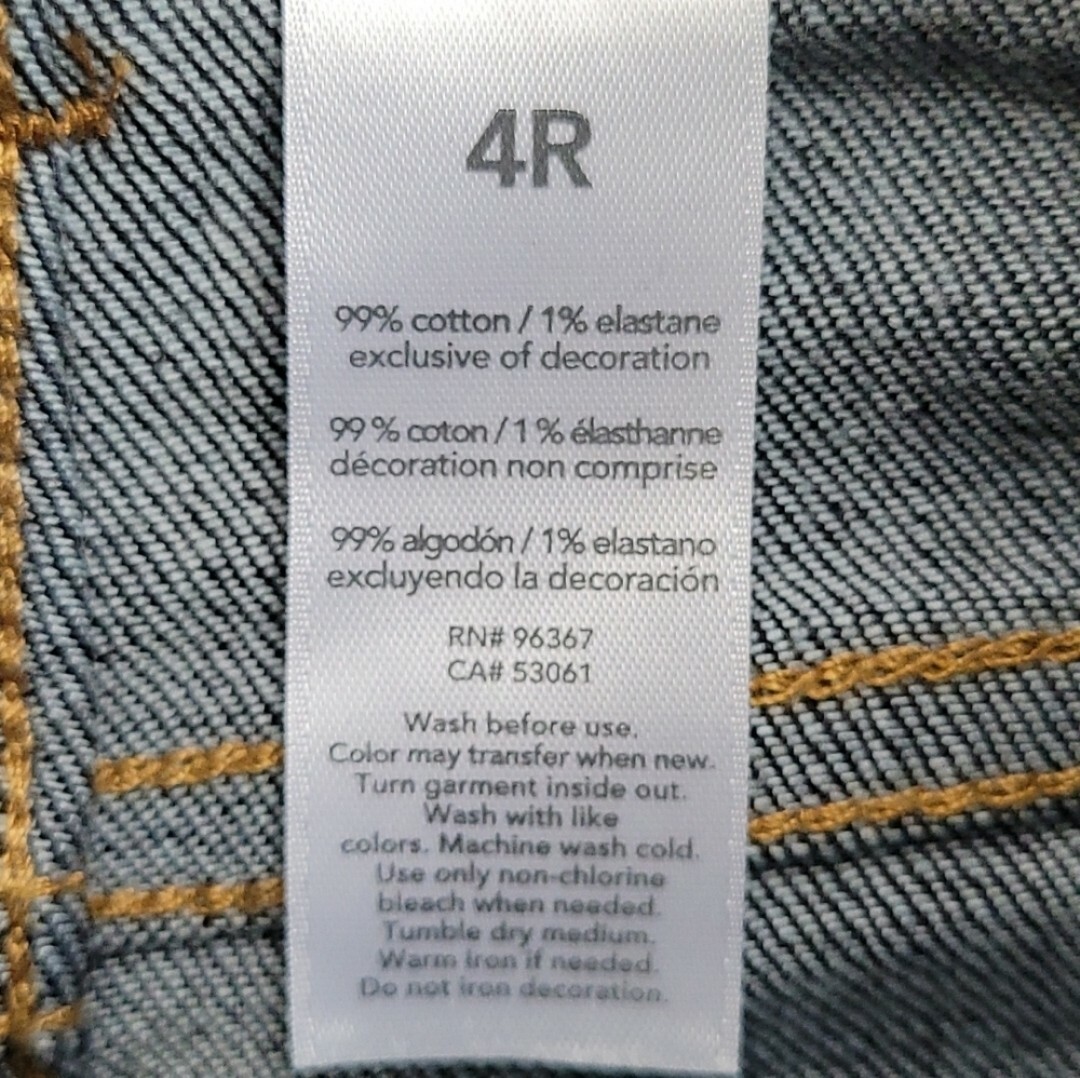 4R
99% cotton / 1% elastane
exclusive of decoration
99 % coton / 1 % élasthanne
décoration non comprise
99% algodón / 1% elastano
excluyendo la decoración
RN# 96367
CA# 53061
Wash before use.
Color may transfer when new.
Turn garment inside out.
Wash with like
colors. Machine wash cold.
Use only non-chlorine
bleach when needed.
Tumble dry medium.
Warm iron if needed.
Do not iron decoration.